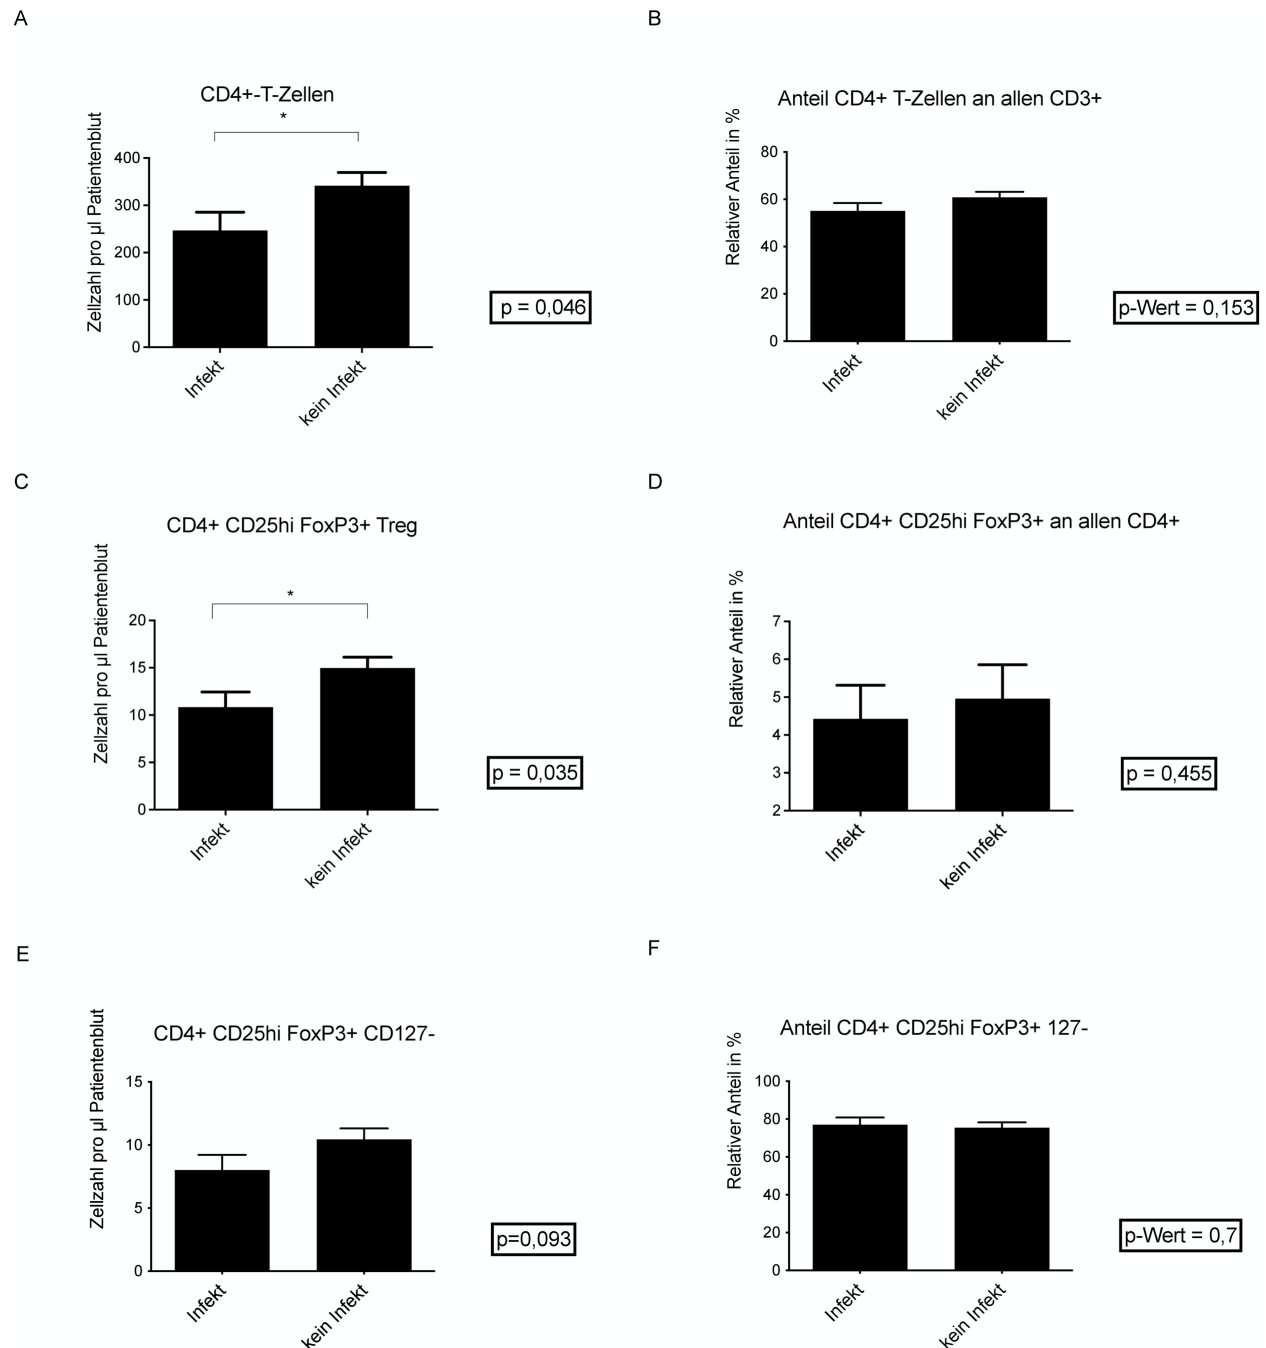 A
CD4+-T-Zellen
*
Zellzahl pro µl Patientenblut
400
300
200
100
0
Infekt
kein Infekt
p = 0,046
B
Anteil CD4+ T-Zellen an allen CD3+
Relativer Anteil in %
80
60
40
20
0
Infekt
kein Infekt
p-Wert = 0,153
C
CD4+ CD25hi FoxP3+ Treg
*
Zellzahl pro µl Patientenblut
20
15
10
5
0
Infekt
kein Infekt
p = 0,035
D
Anteil CD4+ CD25hi FoxP3+ an allen CD4+
Relativer Anteil in %
7
6
5
4
3
2
Infekt
kein Infekt
p = 0,455
E
CD4+ CD25hi FoxP3+ CD127-
Zellzahl pro µl Patientenblut
15
10
5
0
Infekt
kein Infekt
p=0,093
F
Anteil CD4+ CD25hi FoxP3+ 127-
Relativer Anteil in %
100
80
60
40
20
0
Infekt
kein Infekt
p-Wert = 0,7